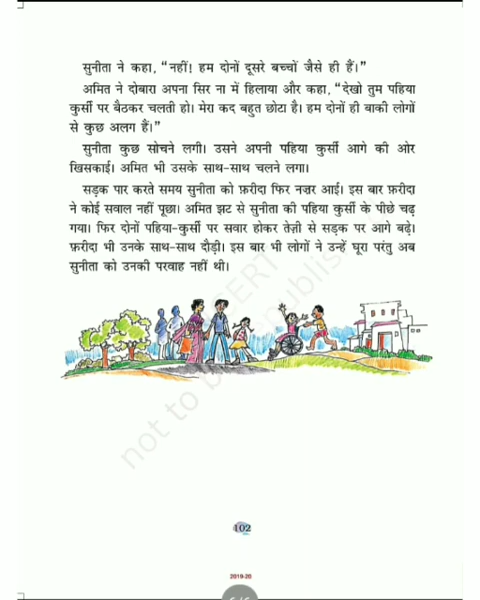 सुनीता ने कहा, “नहीं! हम दोनों दूसरे बच्चों जैसे ही हैं।”
अमित ने दोबारा अपना सिर ना में हिलाया और कहा, “देखो तुम पहिया
कुर्सी पर बैठकर चलती हो। मेरा कद बहुत छोटा है। हम दोनों ही बाकी लोगों
से कुछ अलग हैं।”
सुनीता कुछ सोचने लगी। उसने अपनी पहिया कुर्सी आगे की ओर
खिसकाई। अमित भी उसके साथ-साथ चलने लगा।
सड़क पार करते समय सुनीता को फ़रीदा फिर नज़र आई। इस बार फ़रीदा
ने कोई सवाल नहीं पूछा। अमित झट से सुनीता की पहिया कुर्सी के पीछे चढ़
गया। फिर दोनों पहिया-कुर्सी पर सवार होकर तेज़ी से सड़क पर आगे बढ़े।
फ़रीदा भी उनके साथ-साथ दौड़ी। इस बार भी लोगों ने उन्हें घूरा परंतु अब
सुनीता को उनकी परवाह नहीं थी।
not to be
102
2019-20